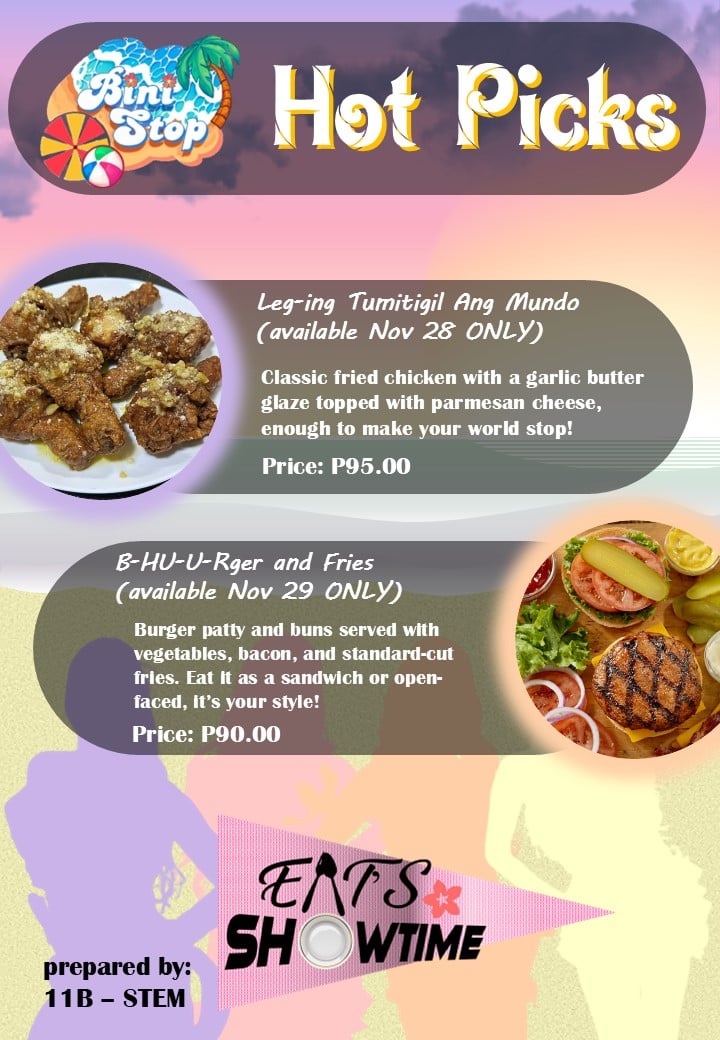 Bini
Stop
Hot Picks
Leg-ing Tumitigil Ang Mundo
(available Nov 28 ONLY)
Classic fried chicken with a garlic butter
glaze topped with parmesan cheese,
enough to make your world stop!
Price: P95.00
B-HU-U-Rger and Fries
(available Nov 29 ONLY)
Burger patty and buns served with
vegetables, bacon, and standard-cut
fries. Eat it as a sandwich or open-
faced, it’s your style!
Price: P90.00
EAT'S
SHOWTIME
prepared by:
11B – STEM